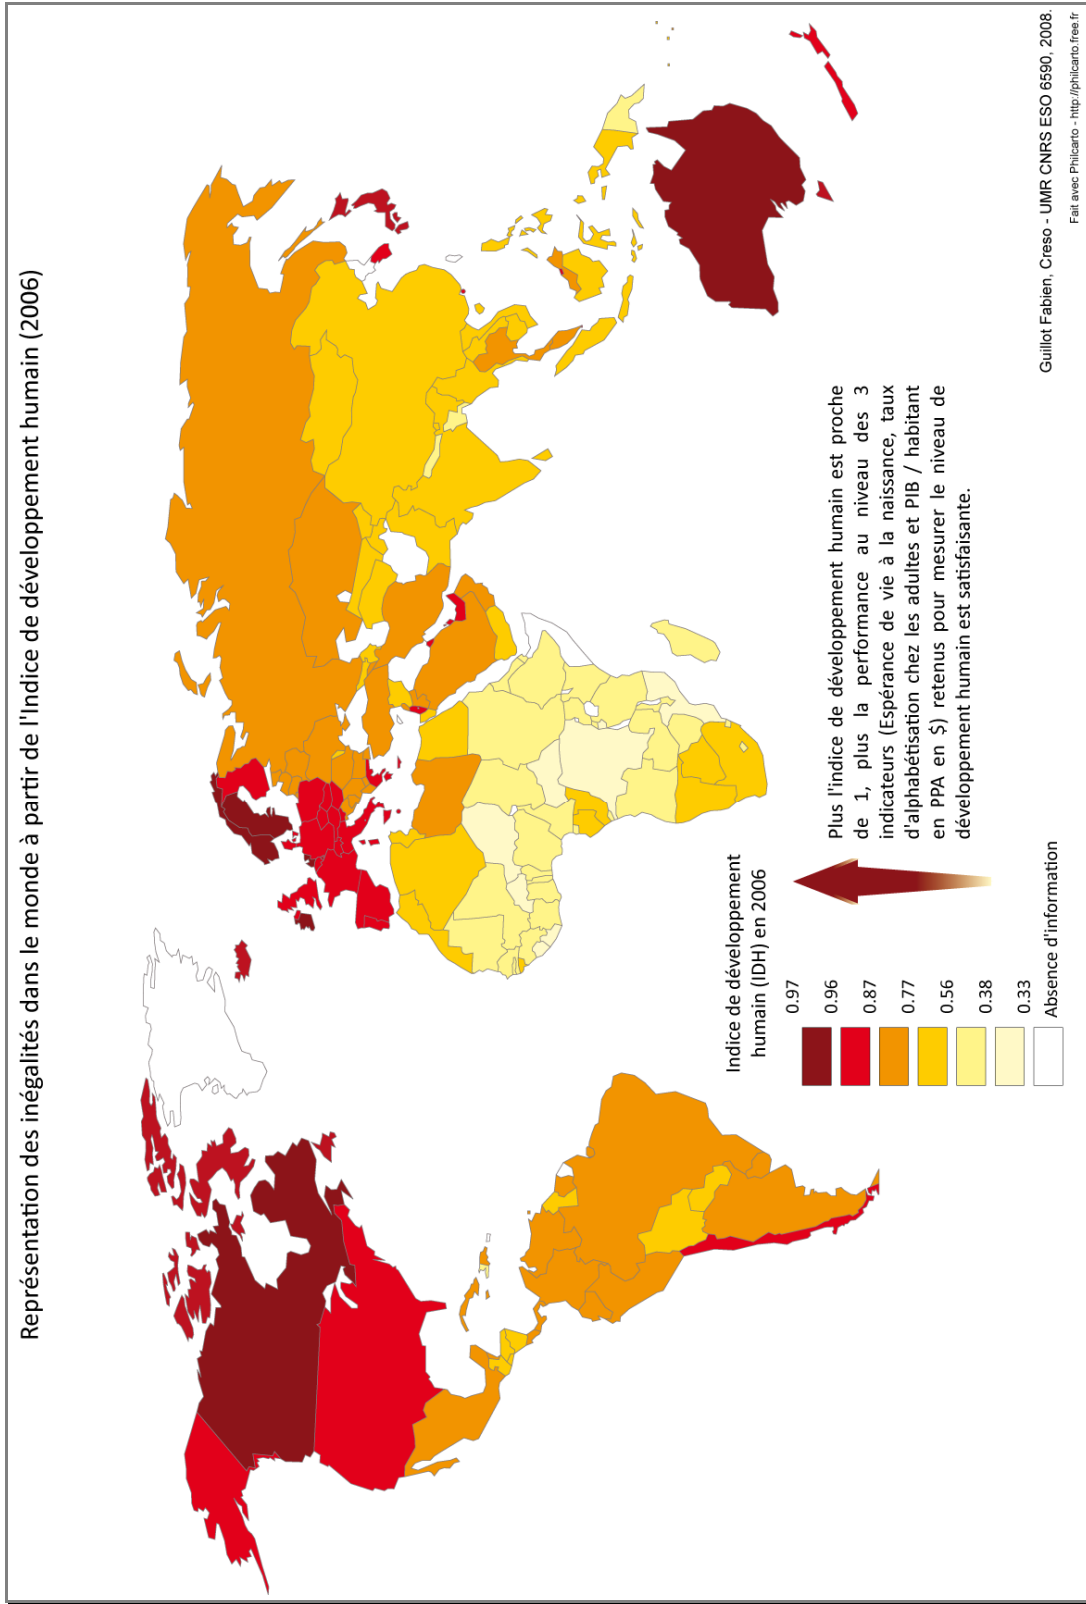 Représentation des inégalités dans le monde à partir de l'Indice de développement humain (2006)
Indice de développement
humain (IDH) en 2006
0.97
0.96
0.87
0.77
0.56
0.38
0.33
Absence d'information
Plus l'indice de développement humain est proche
de 1, plus la performance au niveau des 3
indicateurs (Espérance de vie à la naissance, taux
d'alphabétisation chez les adultes et PIB / habitant
en PPA en $) retenus pour mesurer le niveau de
développement humain est satisfaisante.
Guillot Fabien, Creso - UMR CNRS ESO 6590, 2008.
Fait avec Philcarto - http://philcarto.free.fr